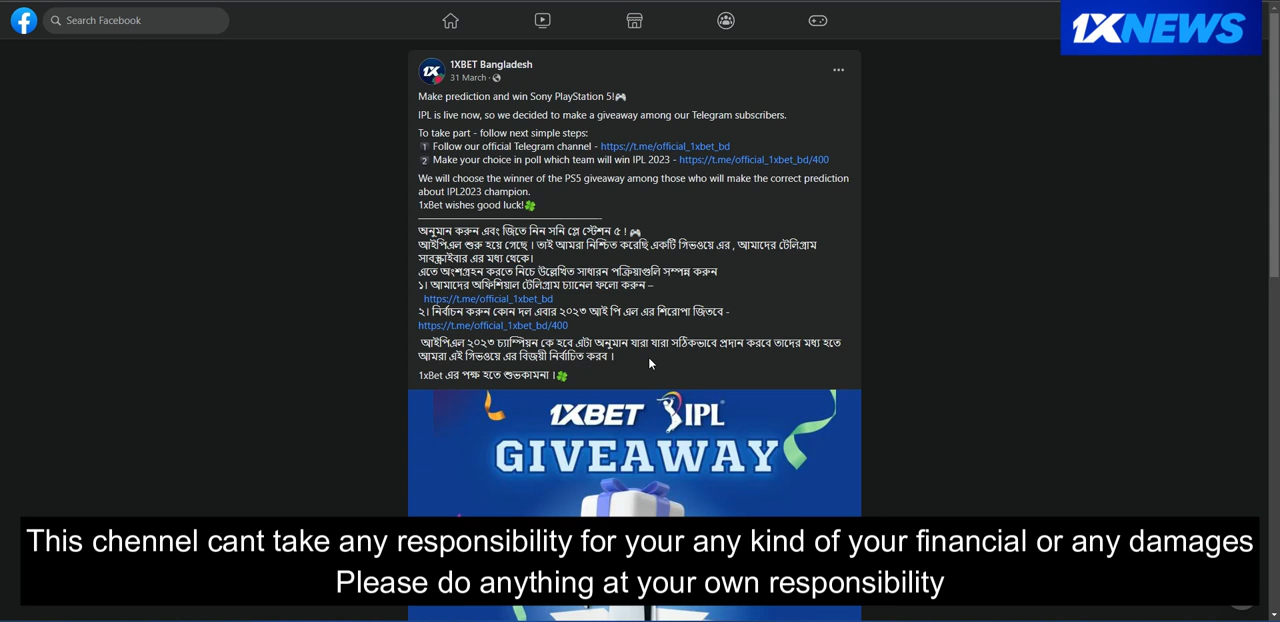 Search Facebook
1XNEWS
1XBET Bangladesh
31 March
Make prediction and win Sony PlayStation 5!🎮
IPL is live now, so we decided to make a giveaway among our Telegram subscribers.
To take part - follow next simple steps:
1 Follow our official Telegram channel - https://t.me/official_1xbet_bd
2 Make your choice in poll which team will win IPL 2023 - https://t.me/official_1xbet_bd/400
We will choose the winner of the PS5 giveaway among those who will make the correct prediction
about IPL2023 champion.
1xBet wishes good luck!🍀
অনুমান করুন এবং জিতে নিন সনি প্লে স্টেশন ৫ ! 🎮
আইপিএল শুরু হয়ে গেছে । তাই আমরা নিশ্চিত করেছি একটি গিভওয়ে এর , আমাদের টেলিগ্রাম
সাবস্ক্রাইবার এর মধ্য থেকে।
এতে অংশগ্রহন করতে নিচে উল্লেখিত সাধারন পক্রিয়াগুলি সম্পন্ন করুন
১। আমাদের অফিশিয়াল টেলিগ্রাম চ্যানেল ফলো করুন –
https://t.me/official_1xbet_bd
২। নির্বাচন করুন কোন দল এবার ২০২৩ আই পি এল এর শিরোপা জিতবে -
https://t.me/official_1xbet_bd/400
আইপিএল ২০২৩ চ্যাম্পিয়ন কে হবে এটা অনুমান যারা যারা সঠিকভাবে প্রদান করবে তাদের মধ্য হতে
আমরা এই গিভওয়ে এর বিজয়ী নির্বাচিত করব ।
1xBet এর পক্ষ হতে শুভকামনা ।🍀
1XBET IPL
GIVEAWAY
This chennel cant take any responsibility for your any kind of your financial or any damages
Please do anything at your own responsibility